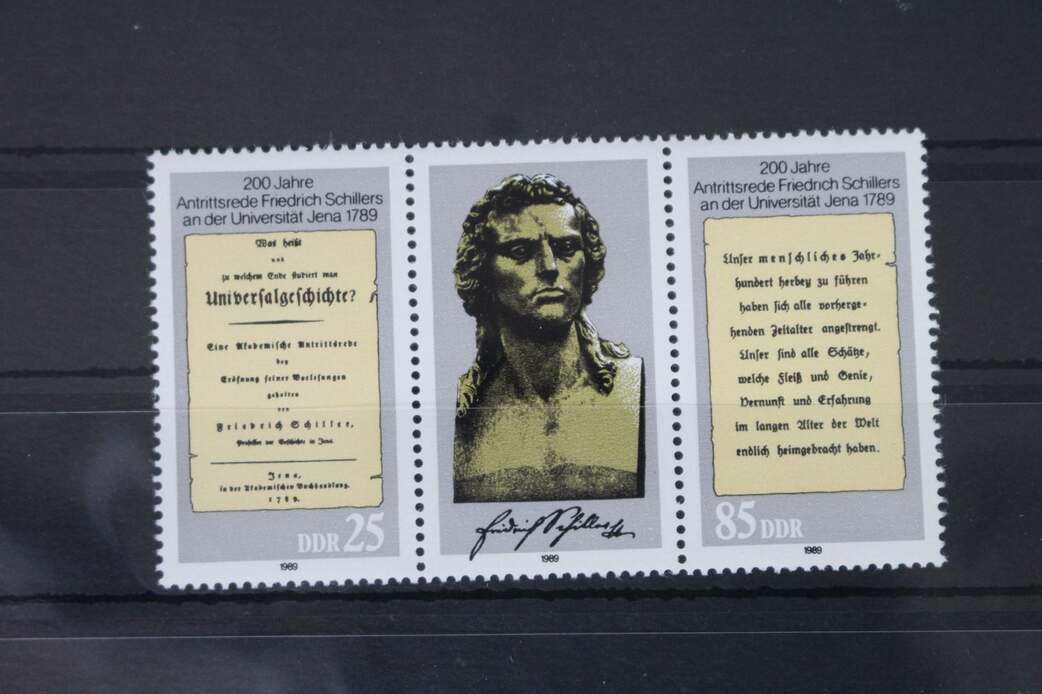 200 Jahre
Antrittsrede Friedrich Schillers
an der Universität Jena 1789
Was heißt
und
zu welchem Ende studiert man
Universalgeschichte?
Eine Akademische Antrittsrede
bey
Eröfnung seiner Vorlesungen
gehalten
von
Friedrich Schiller,
Professor der Geschichte in Jena.
Jena,
in der Akademischen Buchhandlung.
1789.
DDR 25
1989
Friedrich Schiller
1989
200 Jahre
Antrittsrede Friedrich Schillers
an der Universität Jena 1789
Unser menschliches Jahr-
hundert herbey zu führen
haben sich alle vorherge-
henden Zeitalter angestrengt.
Unser sind alle Schätze,
welche Fleiß und Genie,
Vernunft und Erfahrung
im langen Alter der Welt
endlich heimgebracht haben.
85 DDR
1989